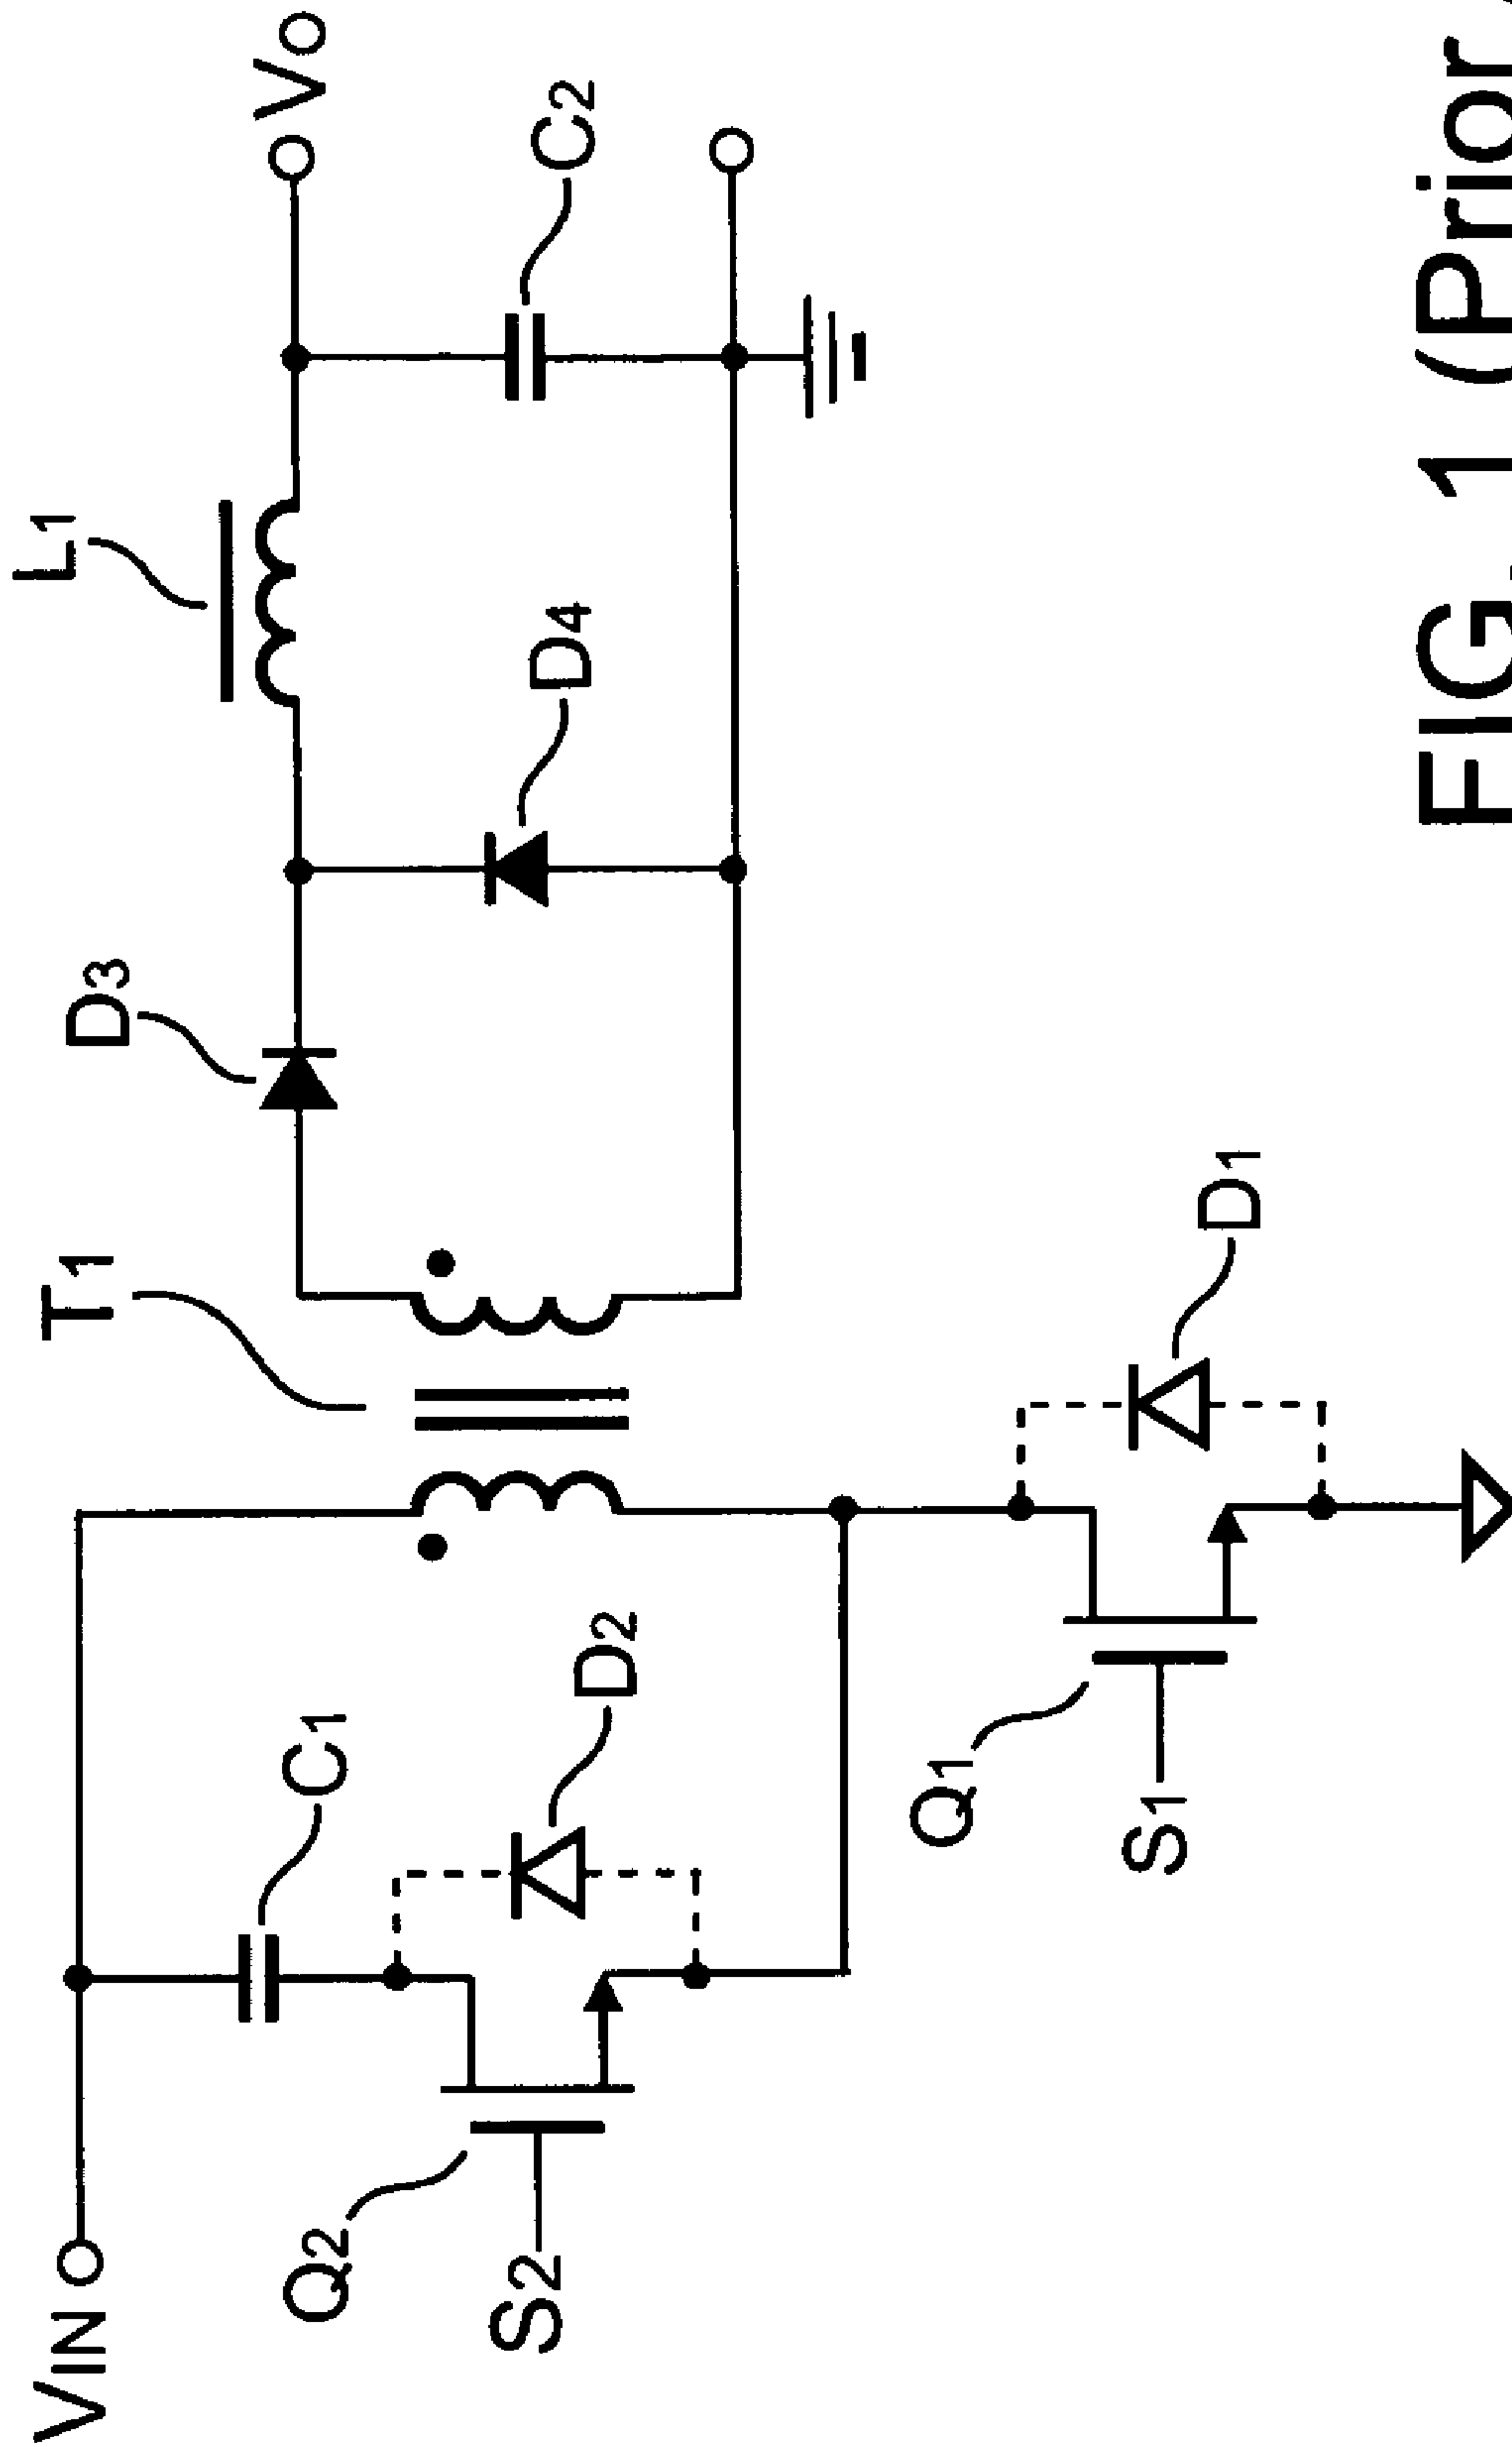 VIN
C1
Q2
S2
D2
Q1
S1
D1
T1
D3
D4
L1
C2
VO
FIG. 1 (Prior